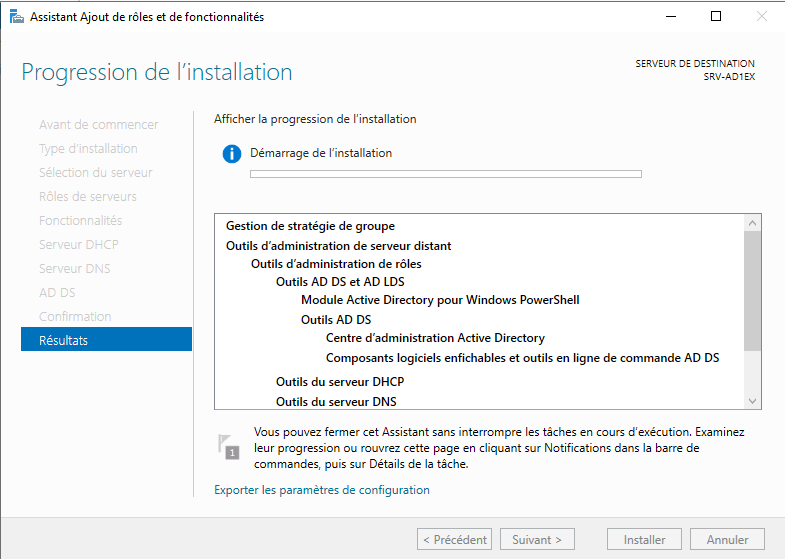 Assistant Ajout de rôles et de fonctionnalités
Progression de l'installation
SERVEUR DE DESTINATION
SRV-AD1EX
Avant de commencer
Type d'installation
Sélection du serveur
Rôles de serveurs
Fonctionnalités
Serveur DHCP
Serveur DNS
AD DS
Confirmation
Résultats
Afficher la progression de l'installation
Démarrage de l'installation
Gestion de stratégie de groupe
Outils d'administration de serveur distant
Outils d'administration de rôles
Outils AD DS et AD LDS
Module Active Directory pour Windows PowerShell
Outils AD DS
Centre d'administration Active Directory
Composants logiciels enfichables et outils en ligne de commande AD DS
Outils du serveur DHCP
Outils du serveur DNS
1
Vous pouvez fermer cet Assistant sans interrompre les tâches en cours d'exécution. Examinez
leur progression ou rouvrez cette page en cliquant sur Notifications dans la barre de
commandes, puis sur Détails de la tâche.
Exporter les paramètres de configuration
< Précédent
Suivant >
Installer
Annuler